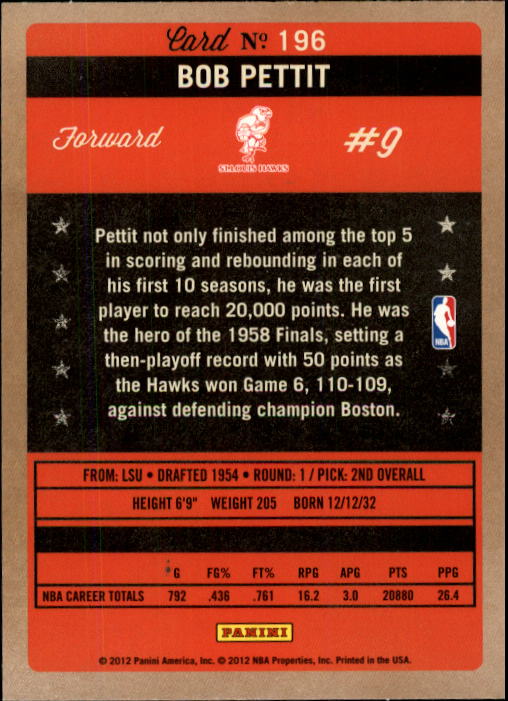 Card Nº 196
BOB PETTIT
Forward
ST.LOUIS HAWKS
#9
Pettit not only finished among the top 5
in scoring and rebounding in each of
his first 10 seasons, he was the first
player to reach 20,000 points. He was
the hero of the 1958 Finals, setting a
then-playoff record with 50 points as
the Hawks won Game 6, 110-109,
against defending champion Boston.
NBA
FROM: LSU • DRAFTED 1954 • ROUND: 1 / PICK: 2ND OVERALL
HEIGHT 6'9" WEIGHT 205 BORN 12/12/32
G FG% FT% RPG APG PTS PPG
NBA CAREER TOTALS 792 .436 .761 16.2 3.0 20880 26.4
PANINI
© 2012 Panini America, Inc. © 2012 NBA Properties, Inc. Printed in the USA.